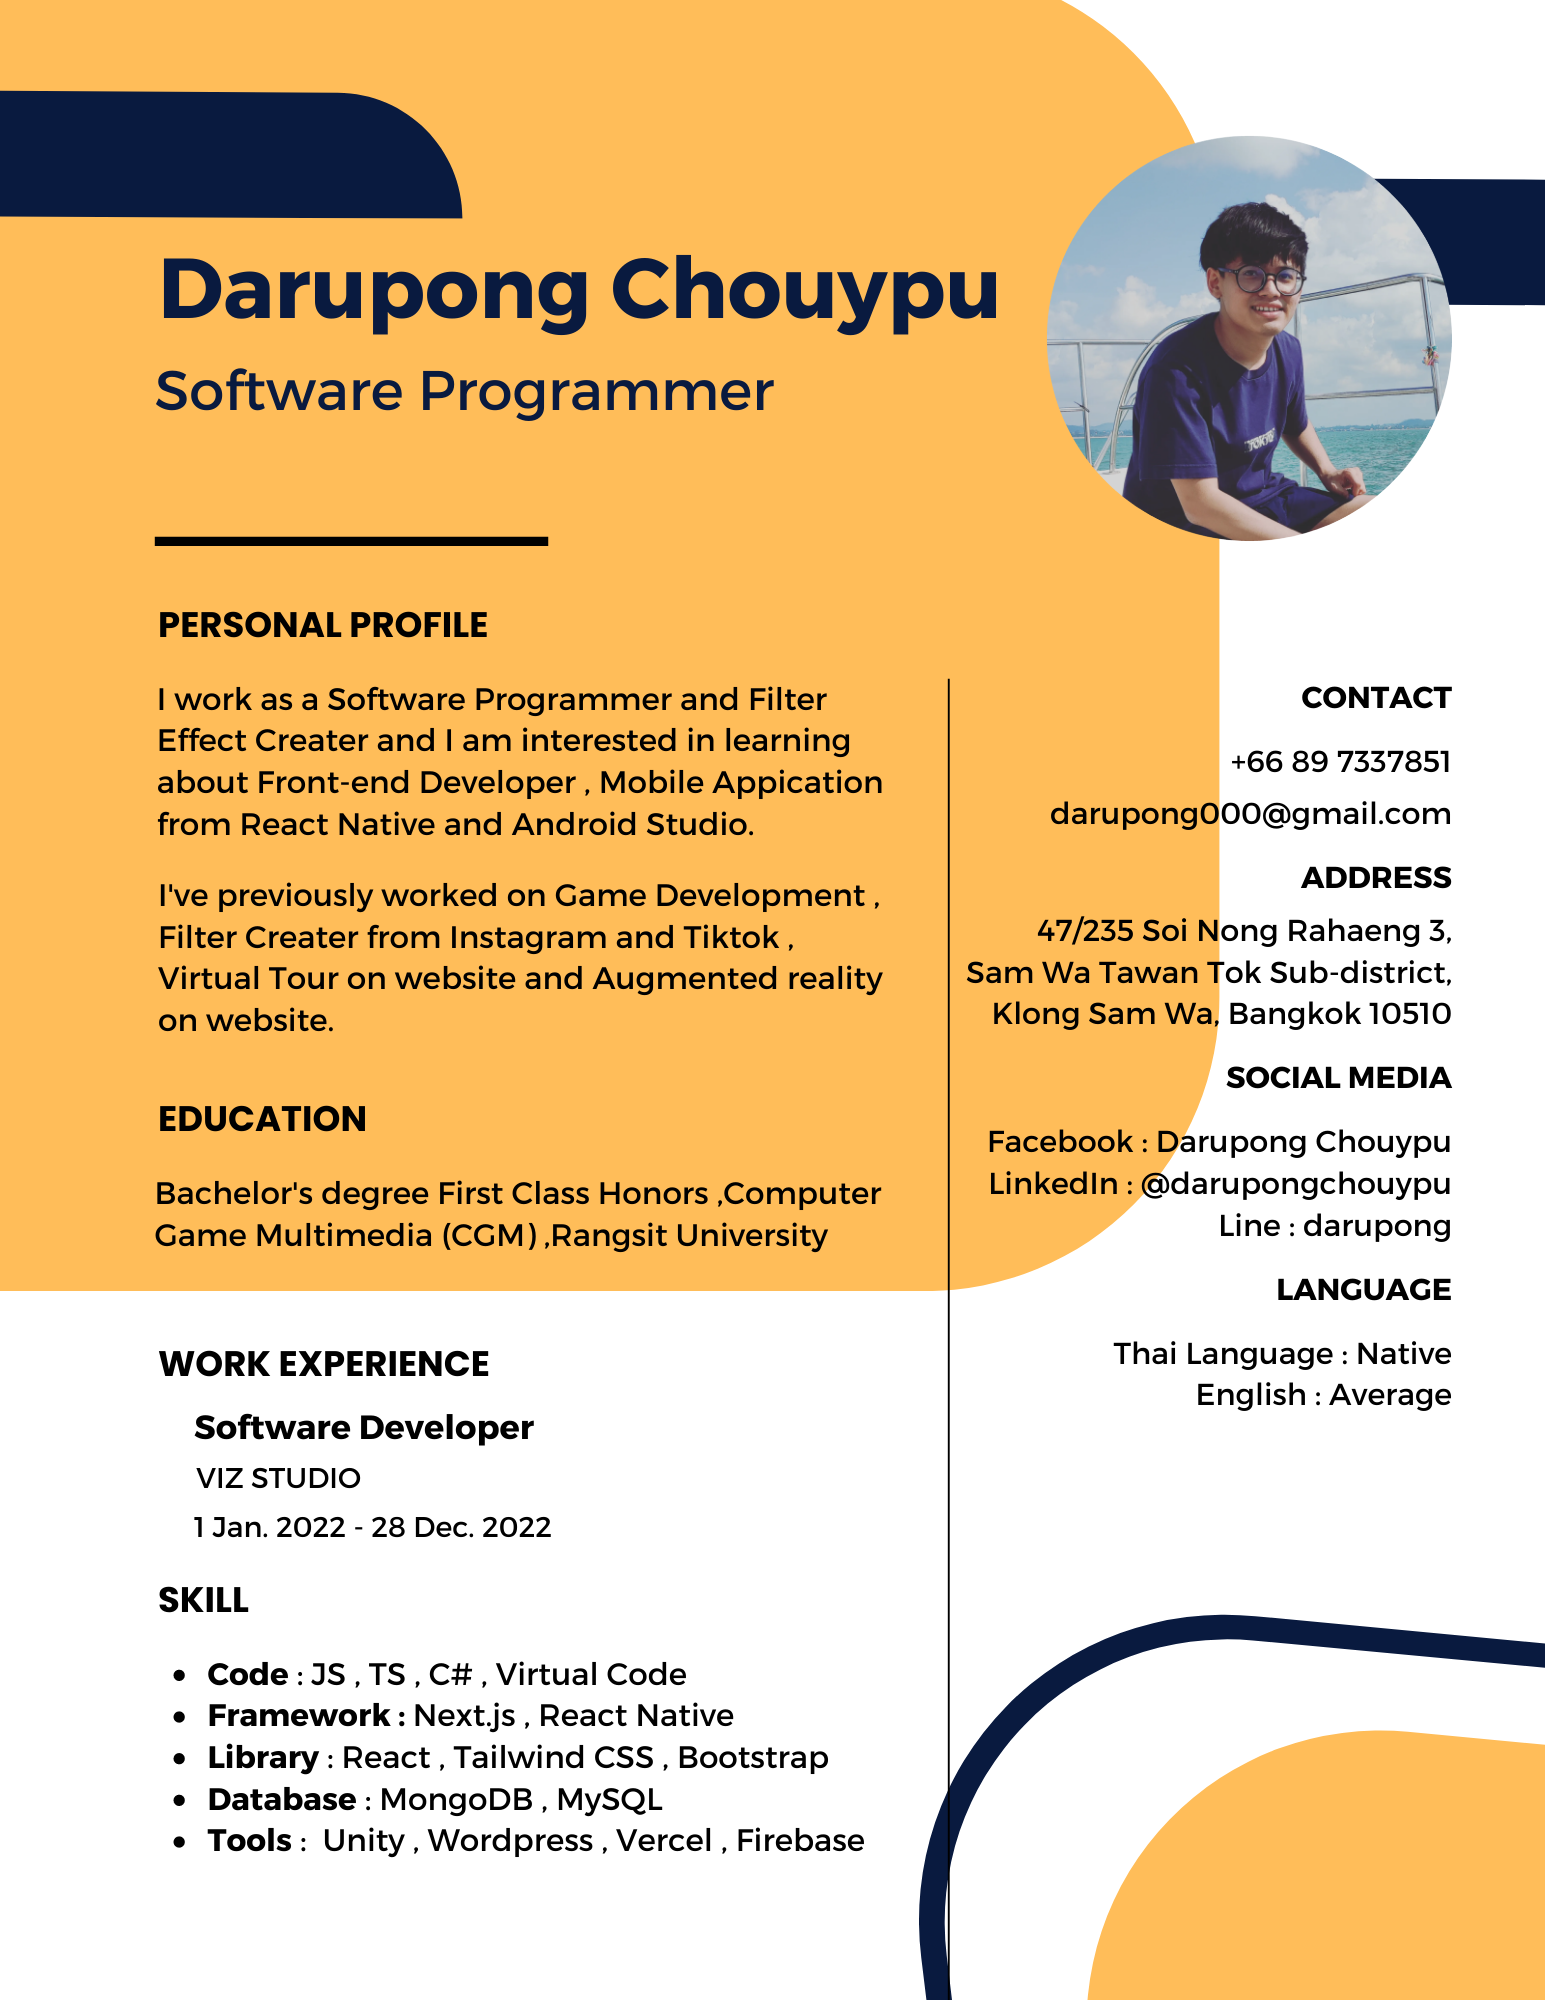 Darupong Chouypu
Software Programmer
PERSONAL PROFILE
I work as a Software Programmer and Filter
Effect Creater and I am interested in learning
about Front-end Developer , Mobile Appication
from React Native and Android Studio.
I've previously worked on Game Development ,
Filter Creater from Instagram and Tiktok ,
Virtual Tour on website and Augmented reality
on website.
EDUCATION
Bachelor's degree First Class Honors ,Computer
Game Multimedia (CGM) ,Rangsit University
WORK EXPERIENCE
Software Developer
VIZ STUDIO
1 Jan. 2022 - 28 Dec. 2022
SKILL
• Code : JS , TS , C# , Virtual Code
• Framework : Next.js , React Native
• Library : React , Tailwind CSS , Bootstrap
• Database : MongoDB , MySQL
• Tools :  Unity , Wordpress , Vercel , Firebase
CONTACT
+66 89 7337851
darupong000@gmail.com
ADDRESS
47/235 Soi Nong Rahaeng 3,
Sam Wa Tawan Tok Sub-district,
Klong Sam Wa, Bangkok 10510
SOCIAL MEDIA
Facebook : Darupong Chouypu
LinkedIn : @darupongchouypu
Line : darupong
LANGUAGE
Thai Language : Native
English : Average